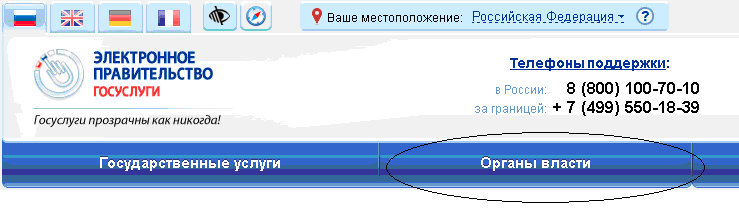 Ваше местоположение: Российская Федерация ?
ЭЛЕКТРОННОЕ
ПРАВИТЕЛЬСТВО
ГОСУСЛУГИ
Госуслуги прозрачны как никогда!
Телефоны поддержки:
в России: 8 (800) 100-70-10
за границей: + 7 (499) 550-18-39
Государственные услуги Органы власти